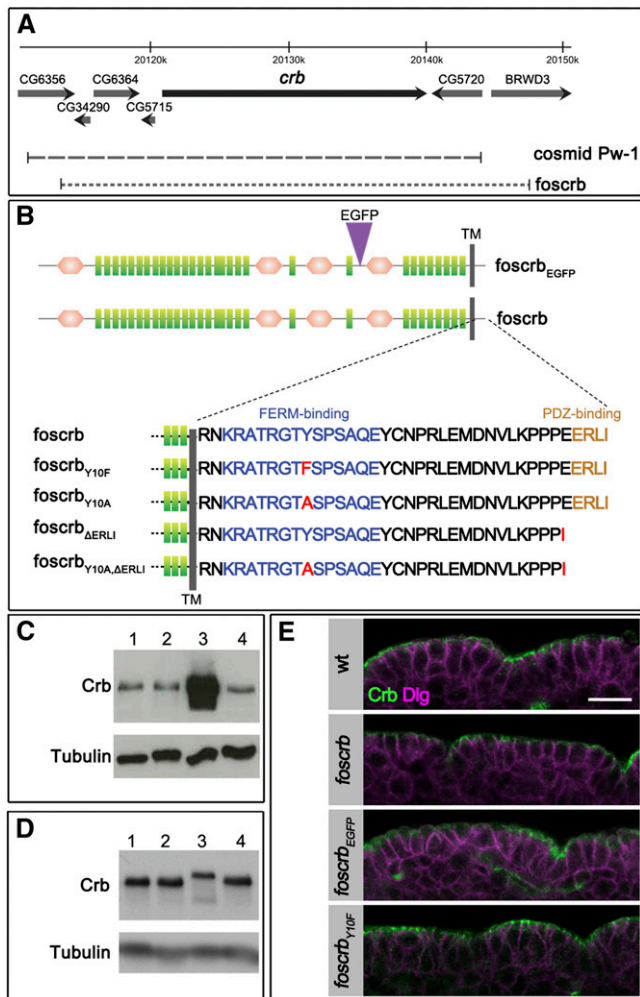 A
20120k 20130k 20140k 20150k
CG6356 CG6364 crb CG5720 BRWD3
CG34290 CG5715
cosmid Pw-1
foscrb
B
EGFP
TM
foscrbEGFP
foscrb
FERM-binding PDZ-binding
foscrb RNKRATRGTYSPSAQEYCNPRLEMDNVLKPPPEERLI
foscrbY10F RNKRATRGTFSPSAQEYCNPRLEMDNVLKPPPEERLI
foscrbY10A RNKRATRGTASPSAQEYCNPRLEMDNVLKPPPEERLI
foscrbΔERLI RNKRATRGTYSPSAQEYCNPRLEMDNVLKPPPI
foscrbY10A,ΔERLI RNKRATRGTASPSAQEYCNPRLEMDNVLKPPPI
TM
C
1 2 3 4
Crb
Tubulin
D
1 2 3 4
Crb
Tubulin
E
wt
Crb Dlg
foscrb
foscrbEGFP
foscrbY10F